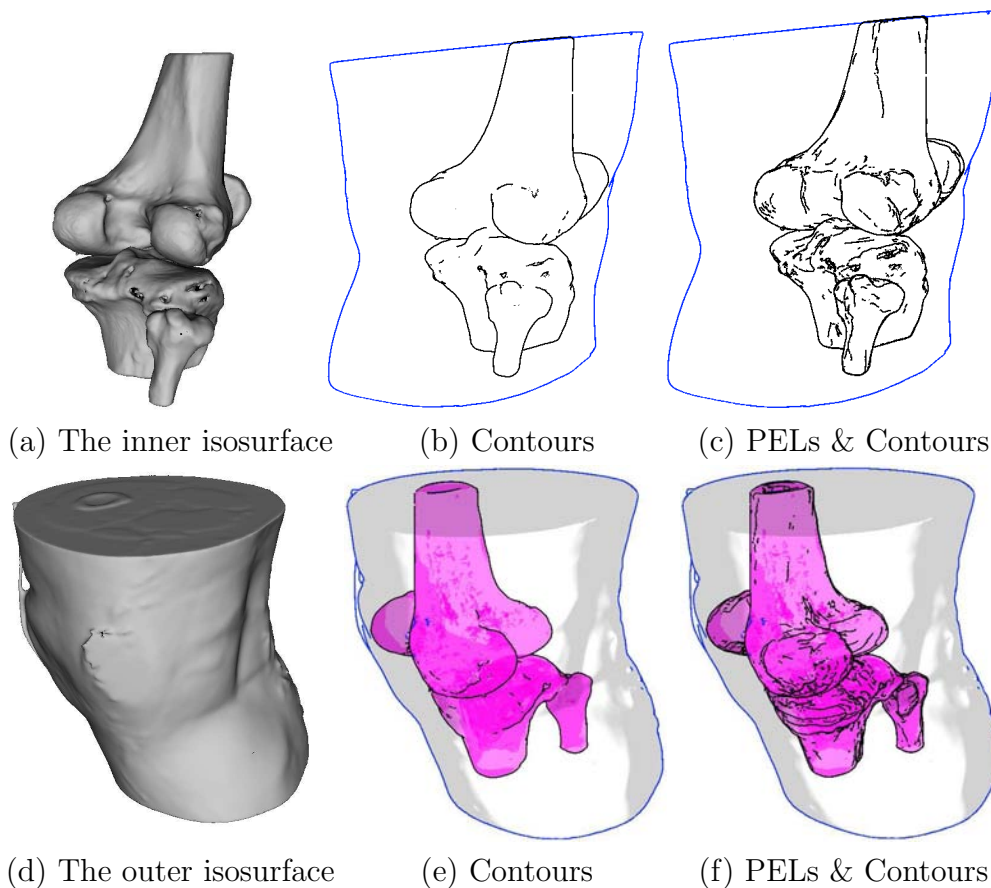 (a) The inner isosurface
(b) Contours
(c) PELs & Contours
(d) The outer isosurface
(e) Contours
(f) PELs & Contours